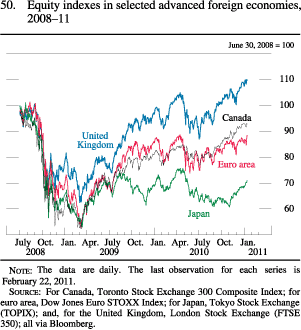 50. Equity indexes in selected advanced foreign economies,
2008–11
June 30, 2008 = 100
110
Canada
100
United
Kingdom
90
80
Euro area
70
Japan
60
July Oct. Jan. Apr. July Oct. Jan. Apr. July Oct. Jan.
2008 2009 2010 2011
NOTE: The data are daily. The last observation for each series is
February 22, 2011.
SOURCE: For Canada, Toronto Stock Exchange 300 Composite Index; for
euro area, Dow Jones Euro STOXX Index; for Japan, Tokyo Stock Exchange
(TOPIX); and, for the United Kingdom, London Stock Exchange (FTSE
350); all via Bloomberg.